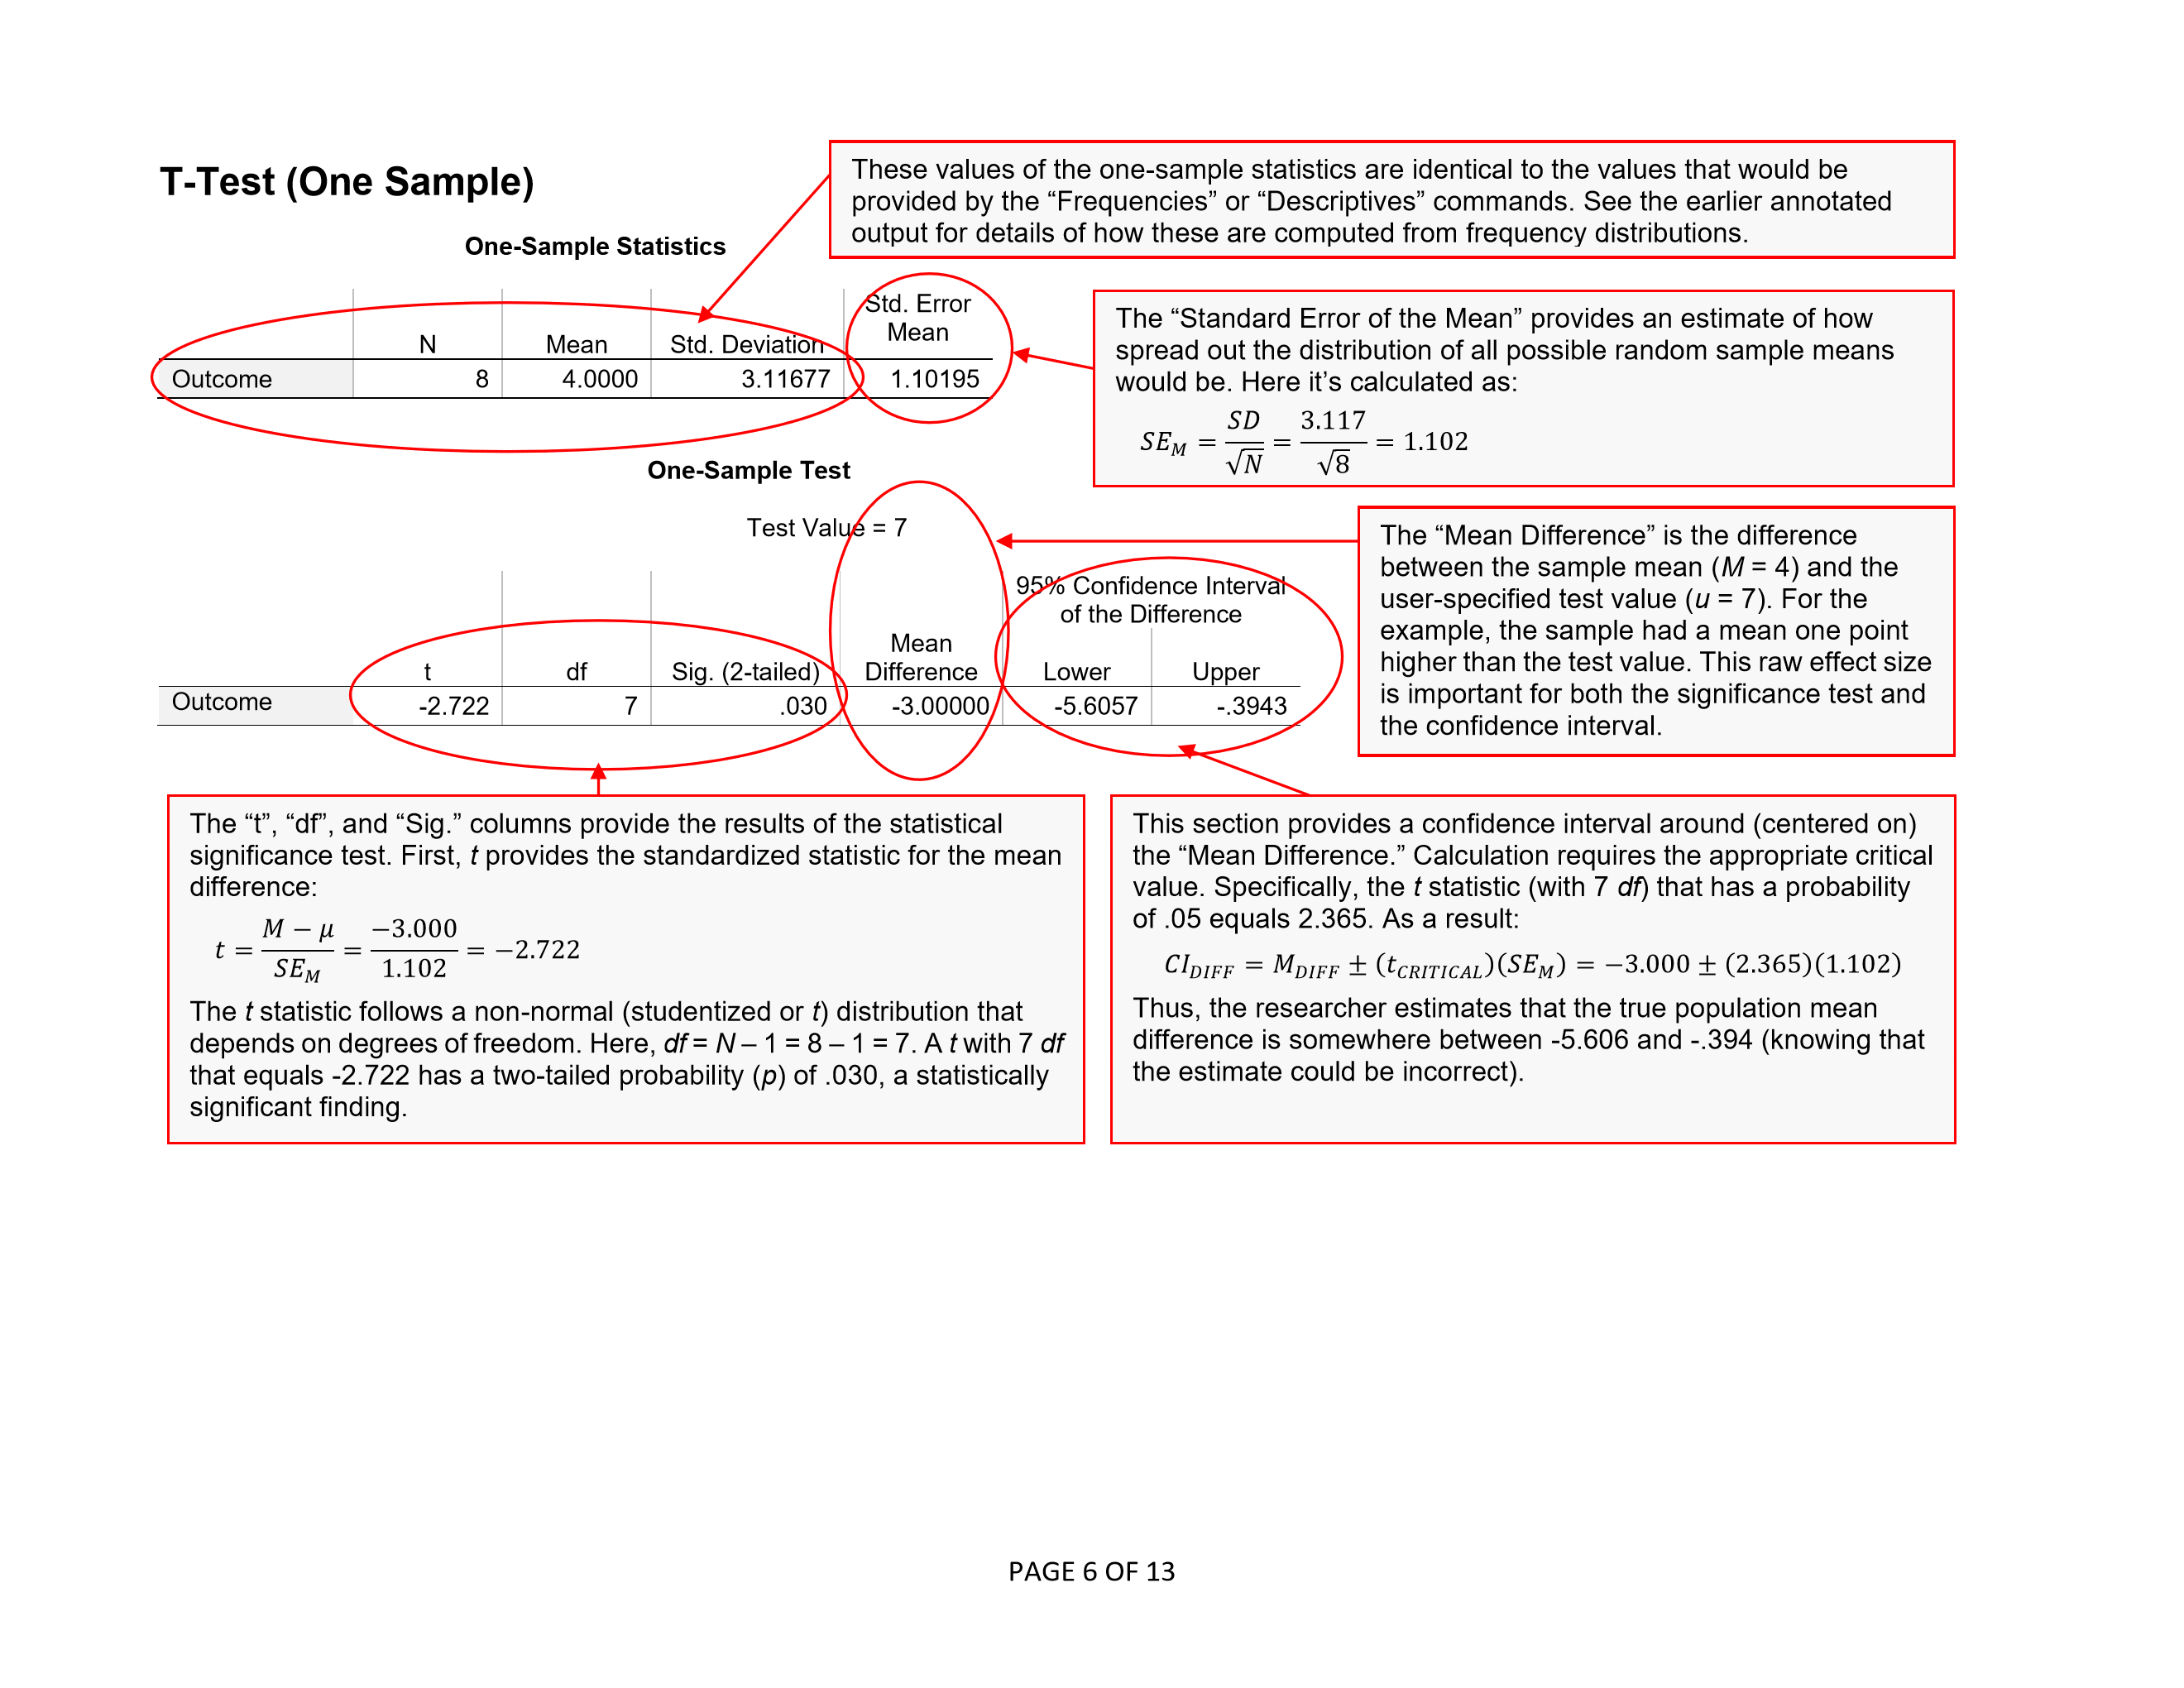 T-Test (One Sample)
These values of the one-sample statistics are identical to the values that would be
provided by the “Frequencies” or “Descriptives” commands. See the earlier annotated
output for details of how these are computed from frequency distributions.
One-Sample Statistics
N Mean Std. Deviation Std. Error Mean
Outcome 8 4.0000 3.11677 1.10195
The “Standard Error of the Mean” provides an estimate of how
spread out the distribution of all possible random sample means
would be. Here it’s calculated as:
SE_M = SD/√N = 3.117/√8 = 1.102
One-Sample Test
Test Value = 7
95% Confidence Interval
of the Difference
t df Sig. (2-tailed) Mean Difference Lower Upper
Outcome -2.722 7 .030 -3.00000 -5.6057 -.3943
The “Mean Difference” is the difference
between the sample mean (M = 4) and the
user-specified test value (u = 7). For the
example, the sample had a mean one point
higher than the test value. This raw effect size
is important for both the significance test and
the confidence interval.
The “t”, “df”, and “Sig.” columns provide the results of the statistical
significance test. First, t provides the standardized statistic for the mean
difference:
t = (M − μ)/SE_M = −3.000/1.102 = −2.722
The t statistic follows a non-normal (studentized or t) distribution that
depends on degrees of freedom. Here, df = N – 1 = 8 – 1 = 7. A t with 7 df
that equals -2.722 has a two-tailed probability (p) of .030, a statistically
significant finding.
This section provides a confidence interval around (centered on)
the “Mean Difference.” Calculation requires the appropriate critical
value. Specifically, the t statistic (with 7 df) that has a probability
of .05 equals 2.365. As a result:
CI_DIFF = M_DIFF ± (t_CRITICAL)(SE_M) = −3.000 ± (2.365)(1.102)
Thus, the researcher estimates that the true population mean
difference is somewhere between -5.606 and -.394 (knowing that
the estimate could be incorrect).
PAGE 6 OF 13